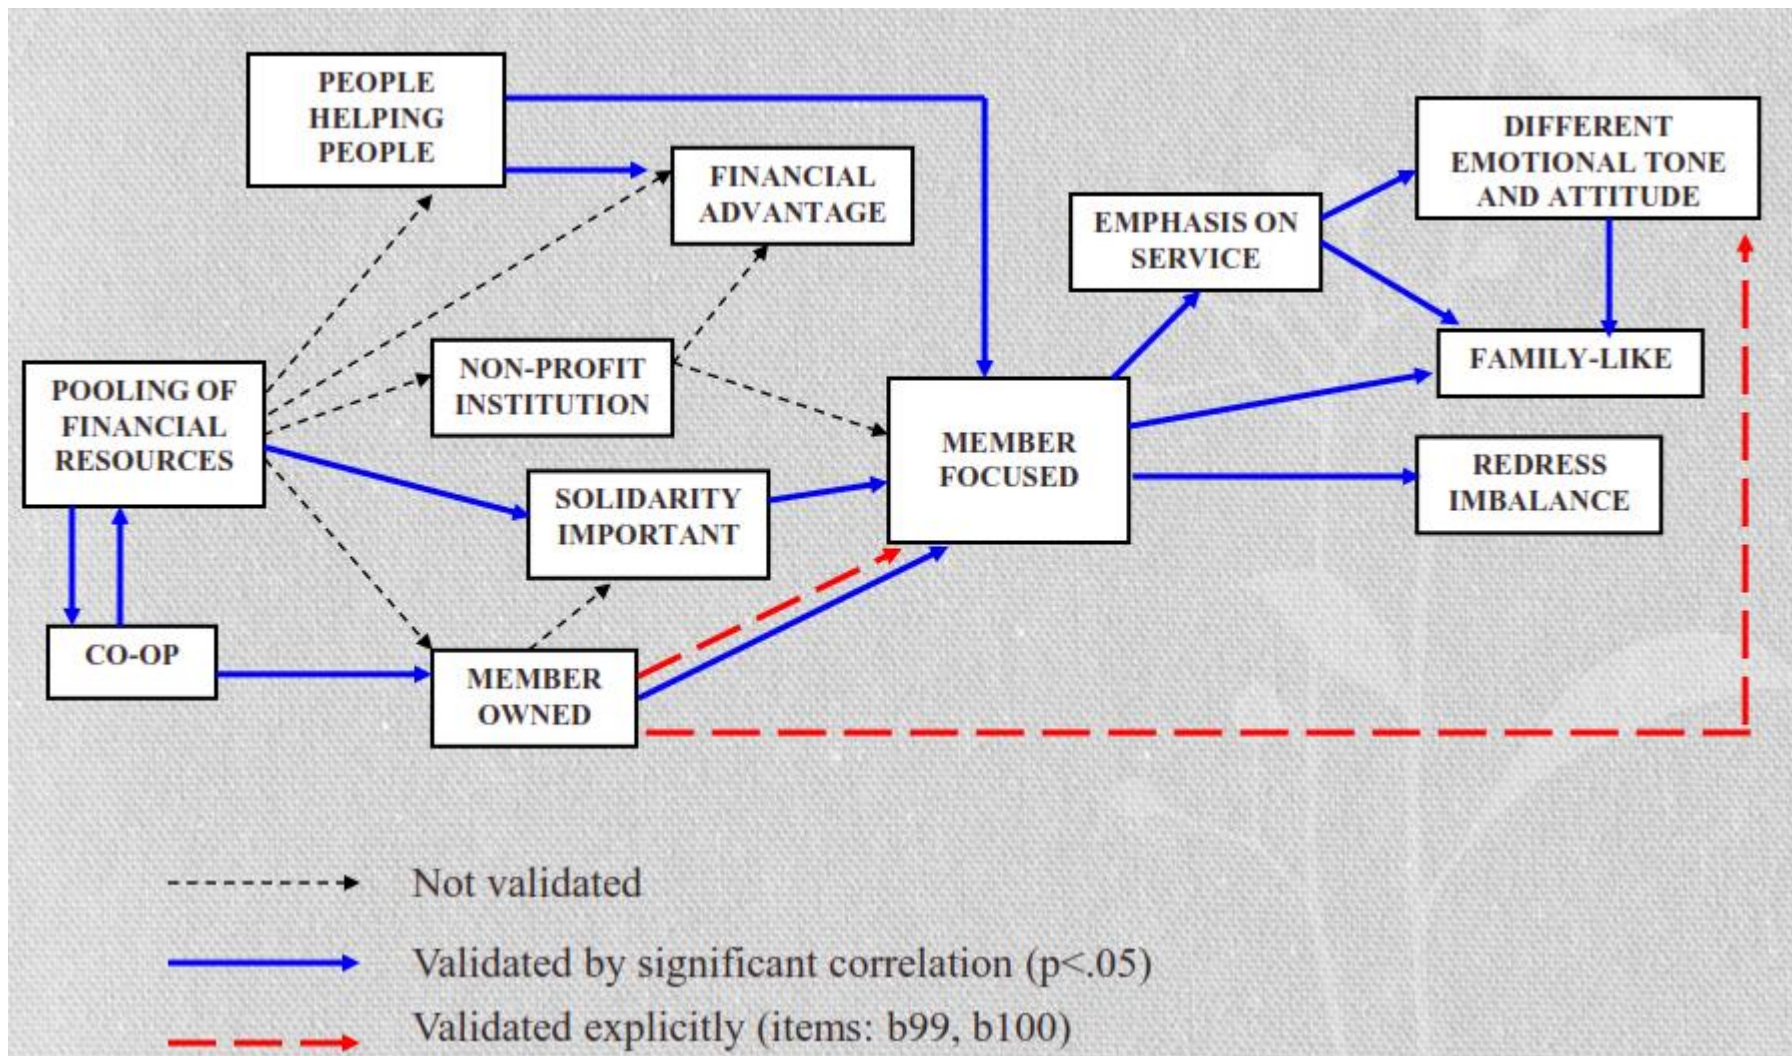 PEOPLE
HELPING
PEOPLE
FINANCIAL
ADVANTAGE
DIFFERENT
EMOTIONAL TONE
AND ATTITUDE
EMPHASIS ON
SERVICE
FAMILY-LIKE
NON-PROFIT
INSTITUTION
POOLING OF
FINANCIAL
RESOURCES
MEMBER
FOCUSED
REDRESS
IMBALANCE
SOLIDARITY
IMPORTANT
CO-OP
MEMBER
OWNED
Not validated
Validated by significant correlation (p<.05)
Validated explicitly (items: b99, b100)